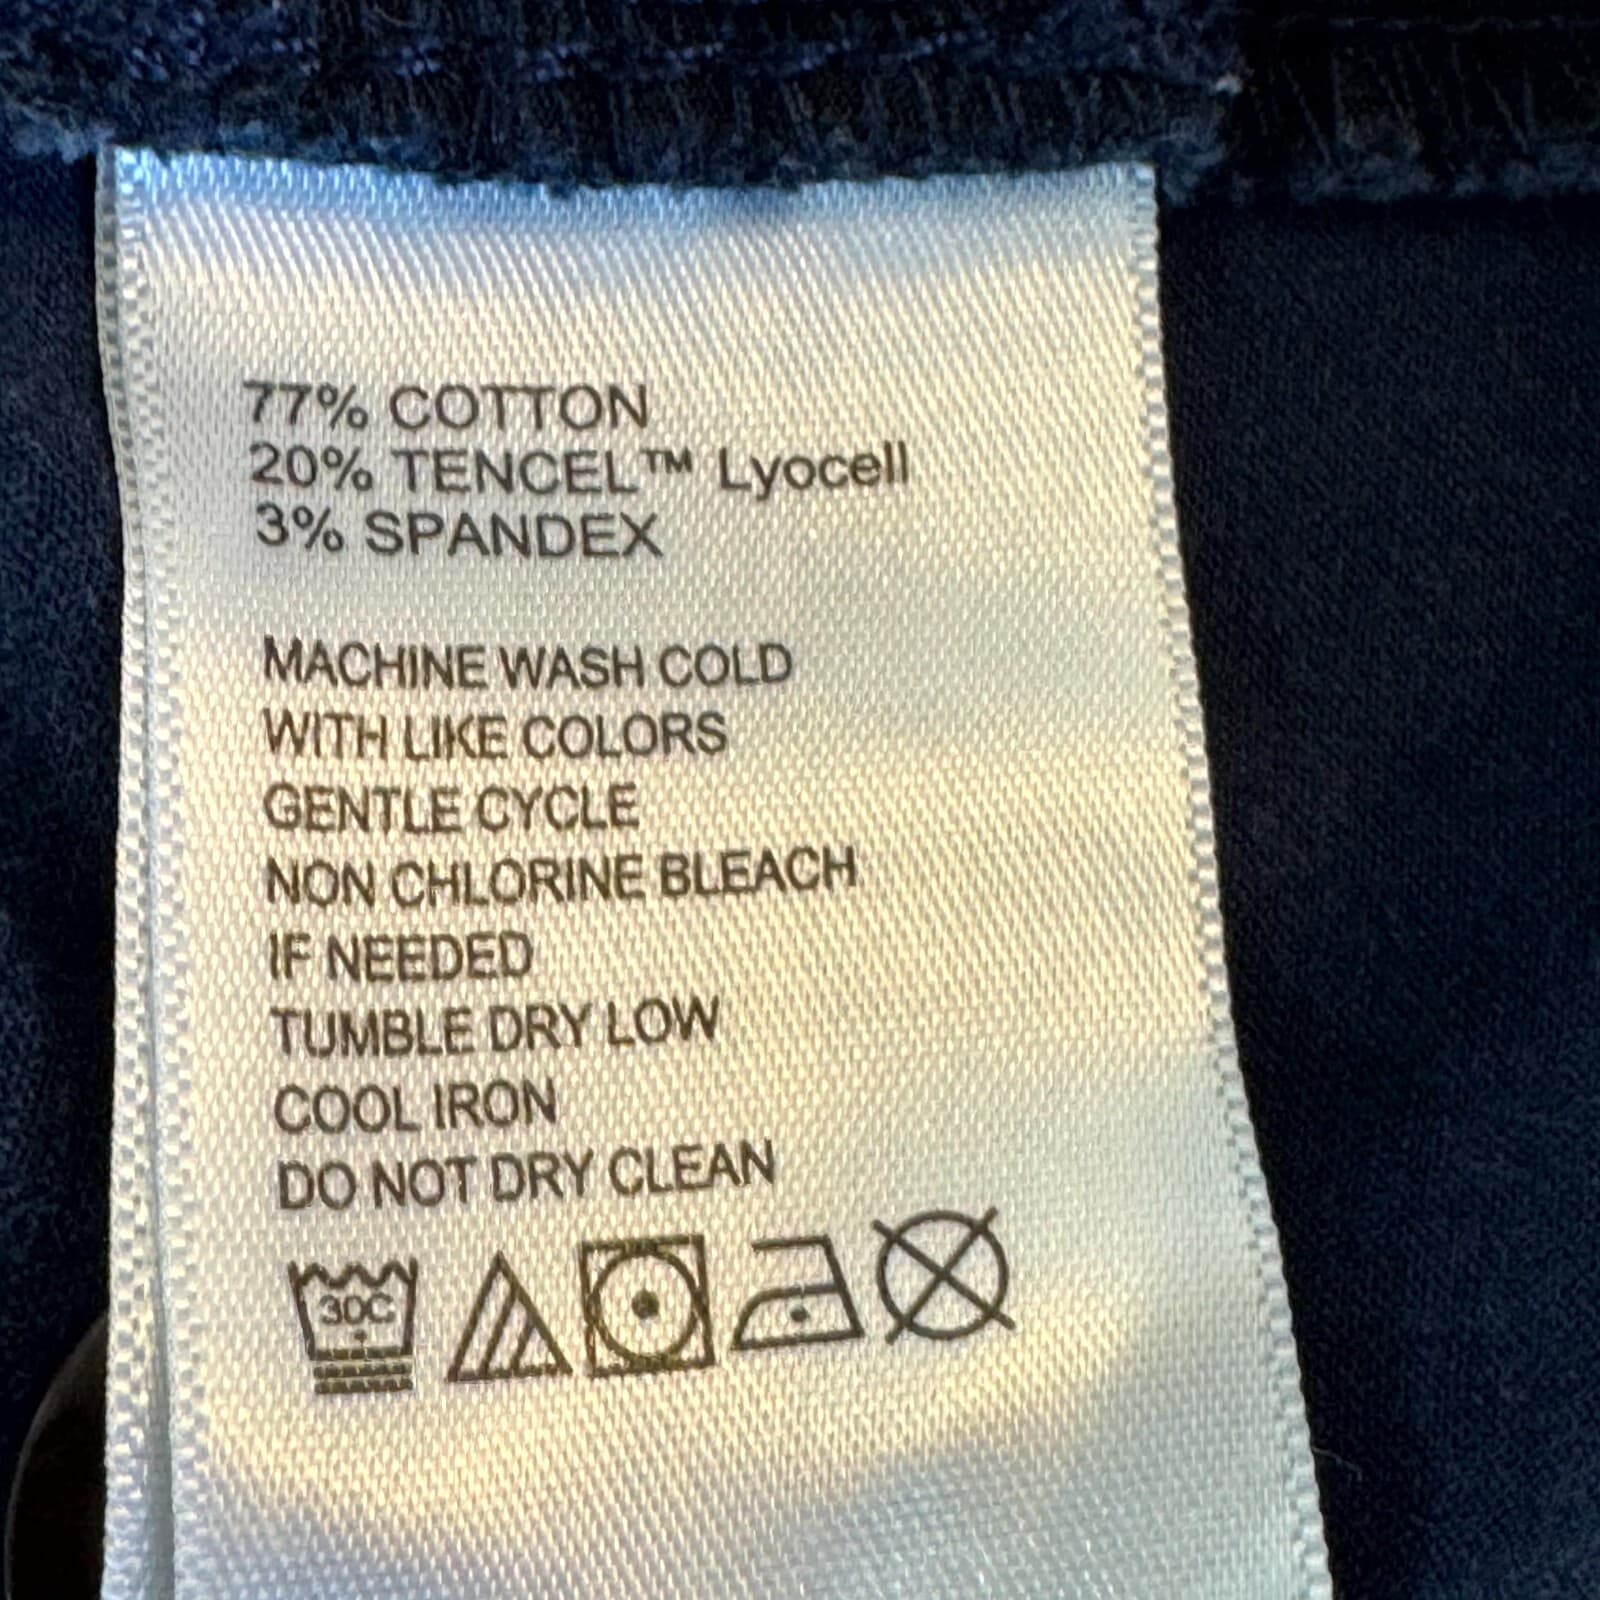 77% COTTON
20% TENCEL™ Lyocell
3% SPANDEX
MACHINE WASH COLD
WITH LIKE COLORS
GENTLE CYCLE
NON CHLORINE BLEACH
IF NEEDED
TUMBLE DRY LOW
COOL IRON
DO NOT DRY CLEAN
30C